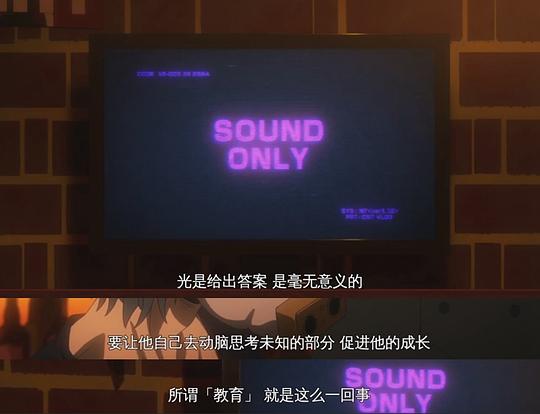 SOUND
ONLY
光是给出答案 是毫无意义的
要让他自己去动脑思考未知的部分 促进他的成长
SOUND
ONLY
所谓「教育」 就是这么一回事